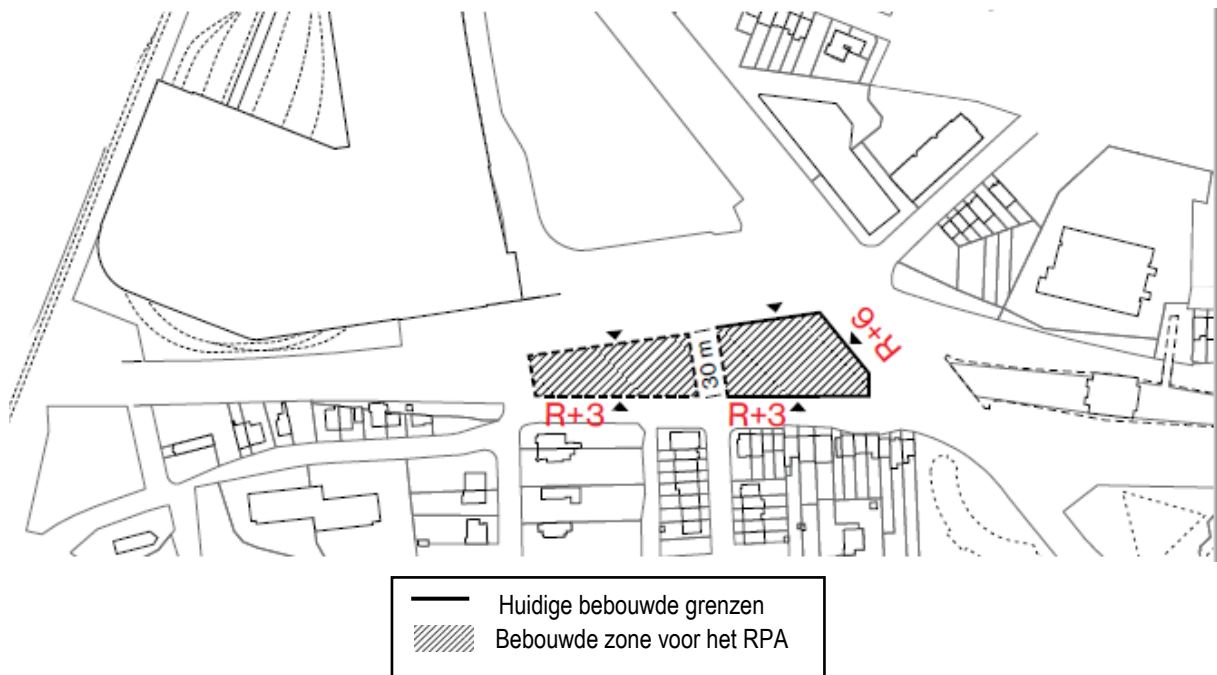 R+6
30 m
R+3
R+3
Huidige bebouwde grenzen
Bebouwde zone voor het RPA